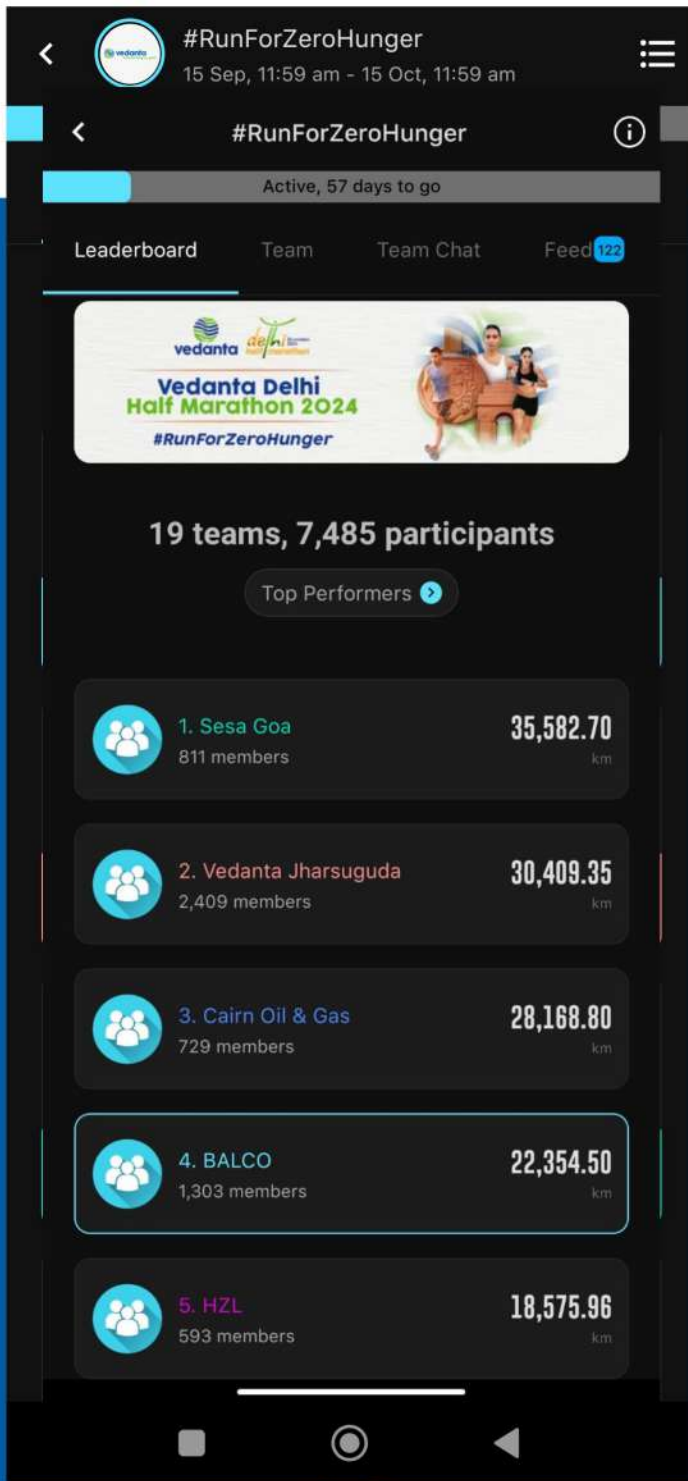 vedanta
#RunForZeroHunger
15 Sep, 11:59 am - 15 Oct, 11:59 am
#RunForZeroHunger
Active, 57 days to go
Leaderboard Team Team Chat Feed 122
vedanta delhi half marathon
Vedanta Delhi
Half Marathon 2024
#RunForZeroHunger
19 teams, 7,485 participants
Top Performers
1. Sesa Goa 35,582.70
811 members km
2. Vedanta Jharsuguda 30,409.35
2,409 members km
3. Cairn Oil & Gas 28,168.80
729 members km
4. BALCO 22,354.50
1,303 members km
5. HZL 18,575.96
593 members km